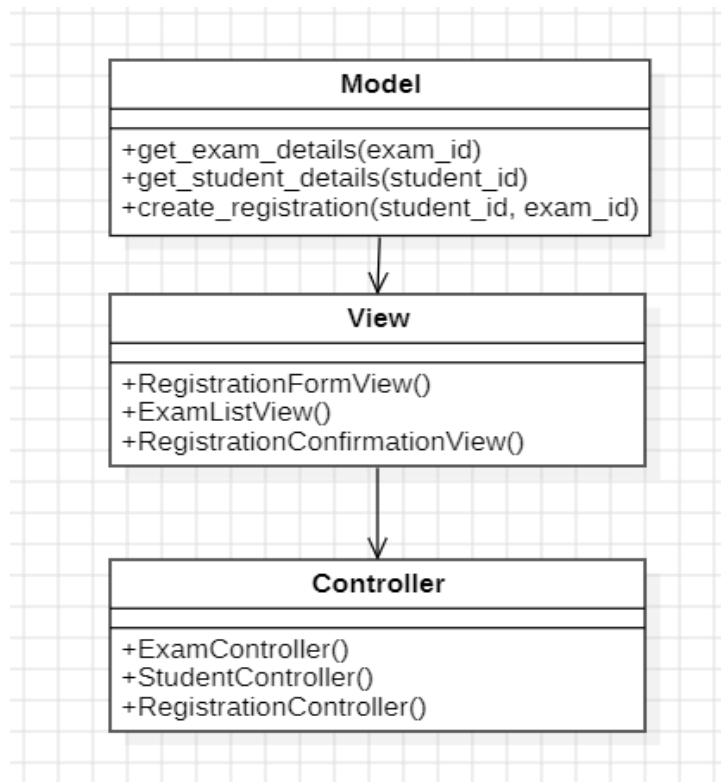 Model
+get_exam_details(exam_id)
+get_student_details(student_id)
+create_registration(student_id, exam_id)
View
+RegistrationFormView()
+ExamListView()
+RegistrationConfirmationView()
Controller
+ExamController()
+StudentController()
+RegistrationController()